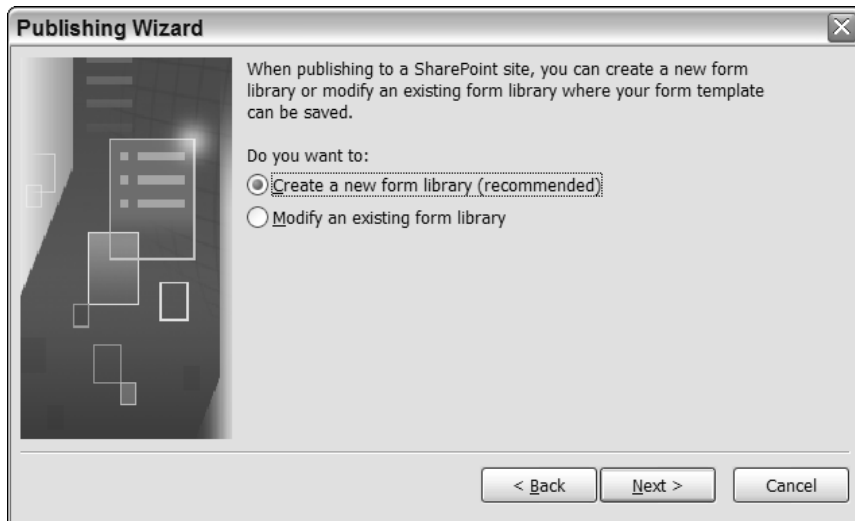 Publishing Wizard
When publishing to a SharePoint site, you can create a new form
library or modify an existing form library where your form template
can be saved.
Do you want to:
Create a new form library (recommended)
Modify an existing form library
< Back
Next >
Cancel